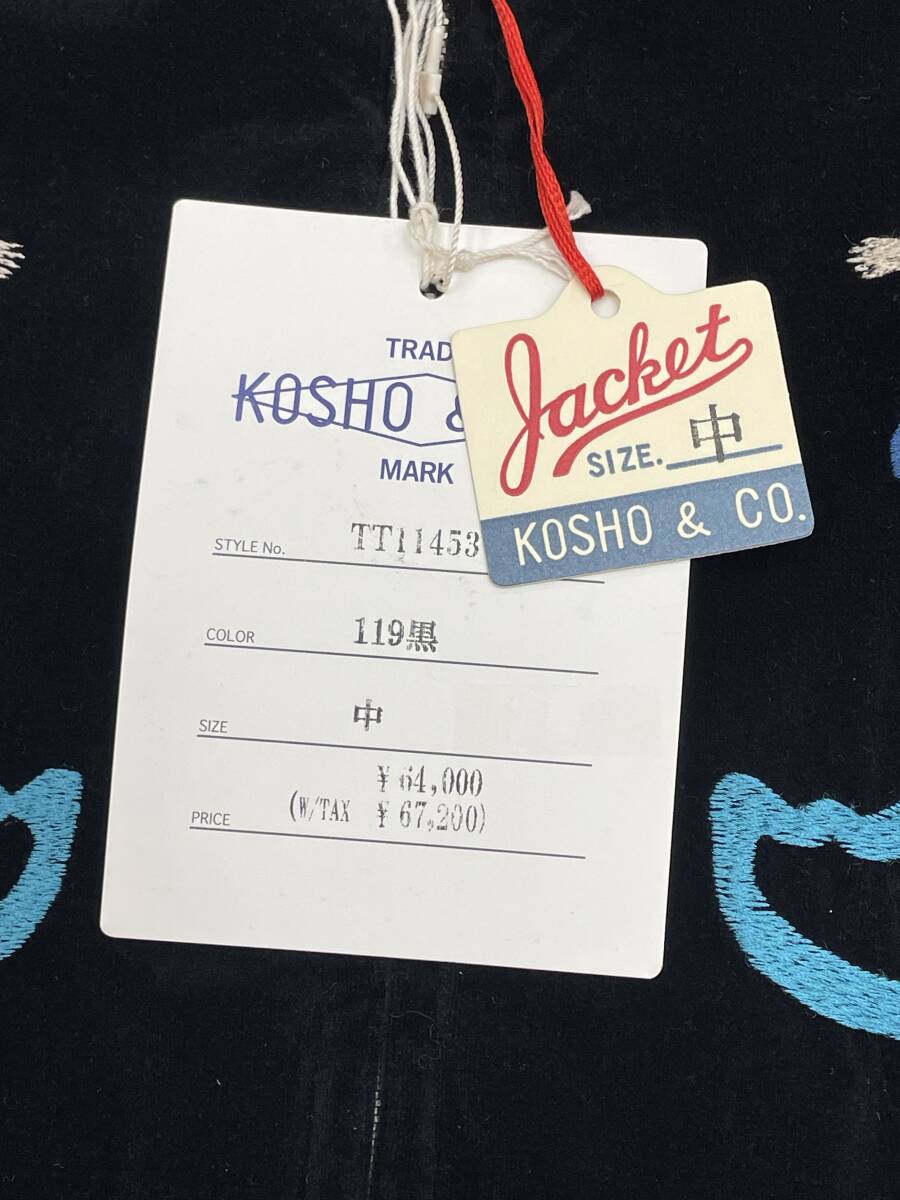 TRAD
KOSHO &
MARK
STYLE No. TT11453
COLOR 119黒
SIZE 中
¥64,000
PRICE (W/TAX ¥67,200)
Jacket
SIZE. 中
KOSHO & CO.